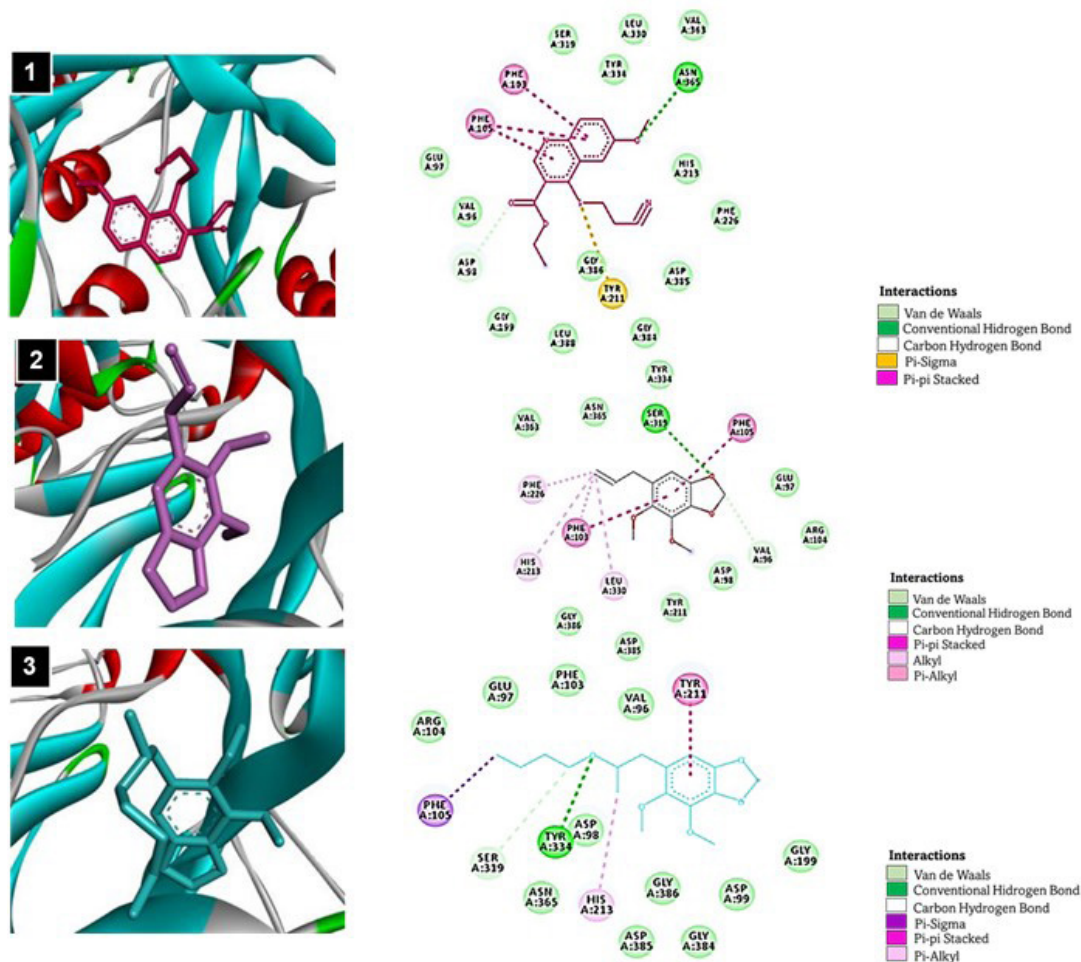 1
SER
A:319
LEU
A:330
VAL
A:363
PHE
A:103
TYR
A:334
ASN
A:365
PHE
A:105
GLU
A:97
HIS
A:213
VAL
A:96
PHE
A:226
ASP
A:98
GLY
A:386
ASP
A:385
TYR
A:211
GLY
A:199
LEU
A:388
GLY
A:384
N
Interactions
Van de Waals
Conventional Hidrogen Bond
Carbon Hydrogen Bond
Pi-Sigma
Pi-pi Stacked
2
TYR
A:334
VAL
A:363
ASN
A:365
SER
A:319
PHE
A:105
PHE
A:226
GLU
A:97
PHE
A:103
ARG
A:104
HIS
A:213
VAL
A:96
LEU
A:330
ASP
A:98
GLY
A:386
TYR
A:211
ASP
A:385
Interactions
Van de Waals
Conventional Hidrogen Bond
Carbon Hydrogen Bond
Pi-pi Stacked
Alkyl
Pi-Alkyl
3
GLU
A:97
PHE
A:103
VAL
A:96
TYR
A:211
ARG
A:104
PHE
A:105
TYR
A:334
ASP
A:98
SER
A:319
GLY
A:199
ASN
A:365
HIS
A:213
GLY
A:386
ASP
A:99
ASP
A:385
GLY
A:384
Interactions
Van de Waals
Conventional Hidrogen Bond
Carbon Hydrogen Bond
Pi-Sigma
Pi-pi Stacked
Pi-Alkyl